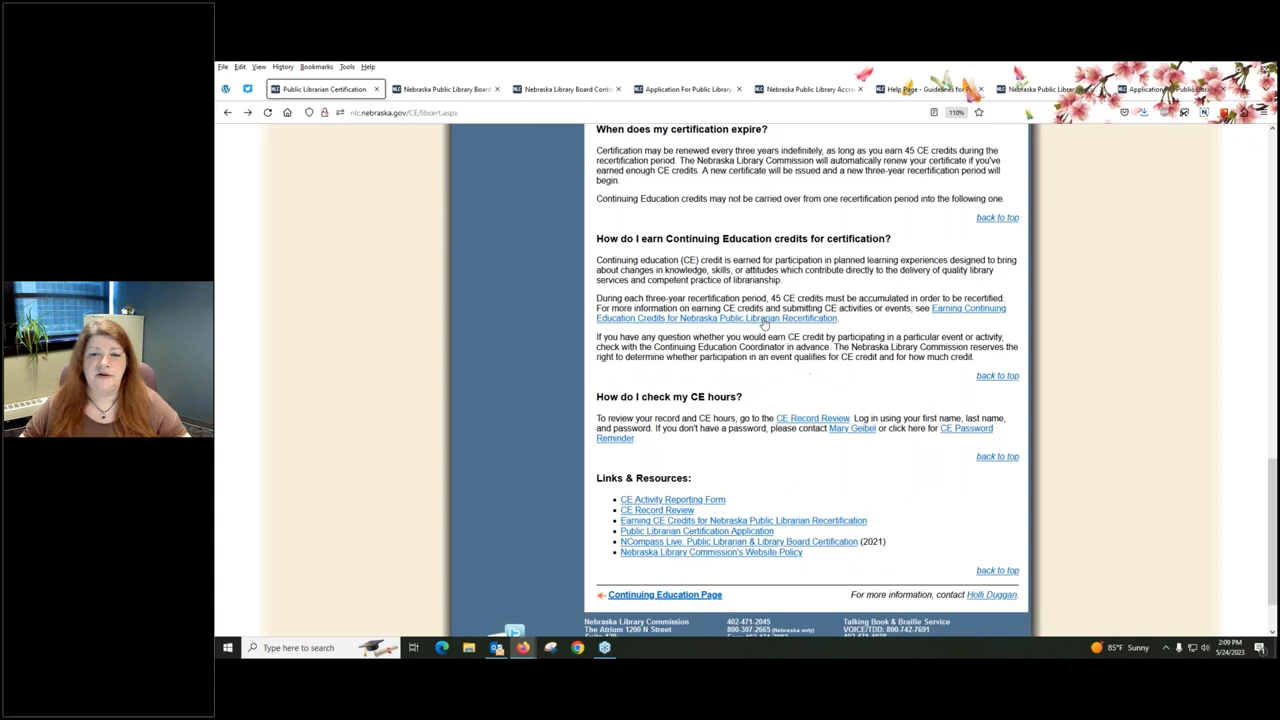 File Edit View History Bookmarks Tools Help
Public Librarian Certification × Nebraska Public Library Board × Nebraska Library Board Conti × Application For Public Library × Nebraska Public Library Accre × Help Page - Guidelines for × Nebraska Public
nlc.nebraska.gov/CE/libcert.aspx 110%
When does my certification expire?
Certification may be renewed every three years indefinitely, as long as you earn 45 CE credits during the
recertification period. The Nebraska Library Commission will automatically renew your certificate if you've
earned enough CE credits. A new certificate will be issued and a new three-year recertification period will
begin.
Continuing Education credits may not be carried over from one recertification period into the following one.
back to top
How do I earn Continuing Education credits for certification?
Continuing education (CE) credit is earned for participation in planned learning experiences designed to bring
about changes in knowledge, skills, or attitudes which contribute directly to the delivery of quality library
services and competent practice of librarianship.
During each three-year recertification period, 45 CE credits must be accumulated in order to be recertified.
For more information on earning CE credits and submitting CE activities or events, see Earning Continuing
Education Credits for Nebraska Public Librarian Recertification.
If you have any question whether you would earn CE credit by participating in a particular event or activity,
check with the Continuing Education Coordinator in advance. The Nebraska Library Commission reserves the
right to determine whether participation in an event qualifies for CE credit and for how much credit.
back to top
How do I check my CE hours?
To review your record and CE hours, go to the CE Record Review. Log in using your first name, last name,
and password. If you don't have a password, please contact Mary Geibel or click here for CE Password
Reminder.
back to top
Links & Resources:
• CE Activity Reporting Form
• CE Record Review
• Earning CE Credits for Nebraska Public Librarian Recertification
• Public Librarian Certification Application
• NCompass Live: Public Librarian & Library Board Certification (2021)
• Nebraska Library Commission's Website Policy
back to top
Continuing Education Page For more information, contact Holli Duggan.
Nebraska Library Commission 402-471-2045 Talking Book & Braille Service
The Atrium 1200 N Street 800-307-2665 (Nebraska only) VOICE/TDD: 800-742-7691
Type here to search 85°F Sunny 2:09 PM
5/24/2023